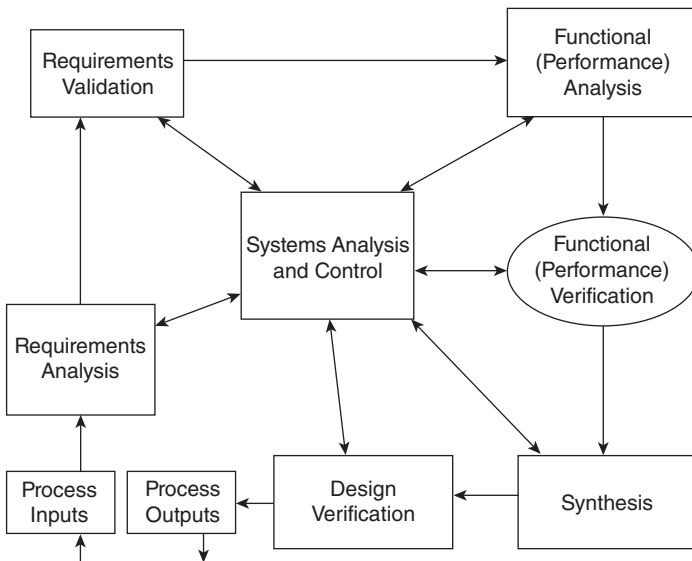 Requirements
Validation
Functional
(Performance)
Analysis
Systems Analysis
and Control
Functional
(Performance)
Verification
Requirements
Analysis
Process
Inputs
Process
Outputs
Design
Verification
Synthesis